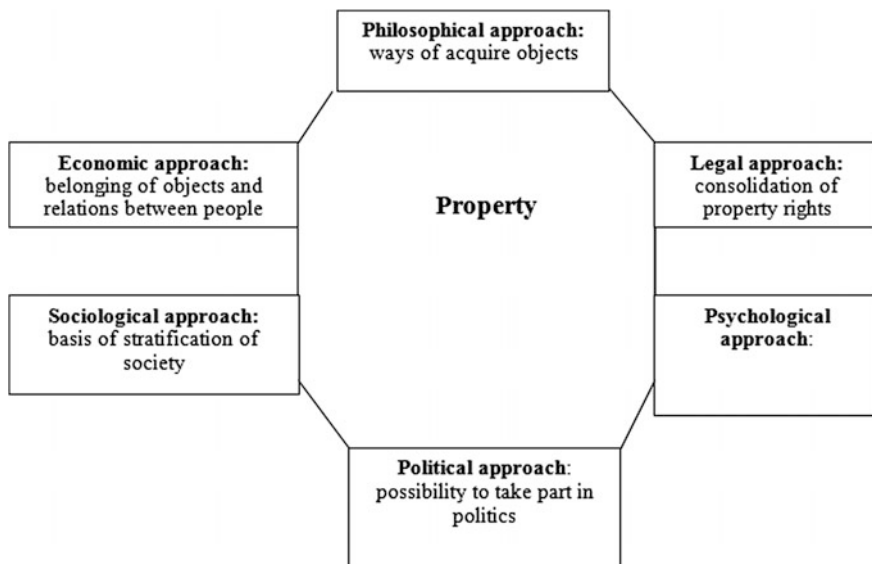 Philosophical approach:
ways of acquire objects
Economic approach:
belonging of objects and
relations between people
Property
Legal approach:
consolidation of
property rights
Sociological approach:
basis of stratification of
society
Psychological
approach:
Political approach:
possibility to take part in
politics